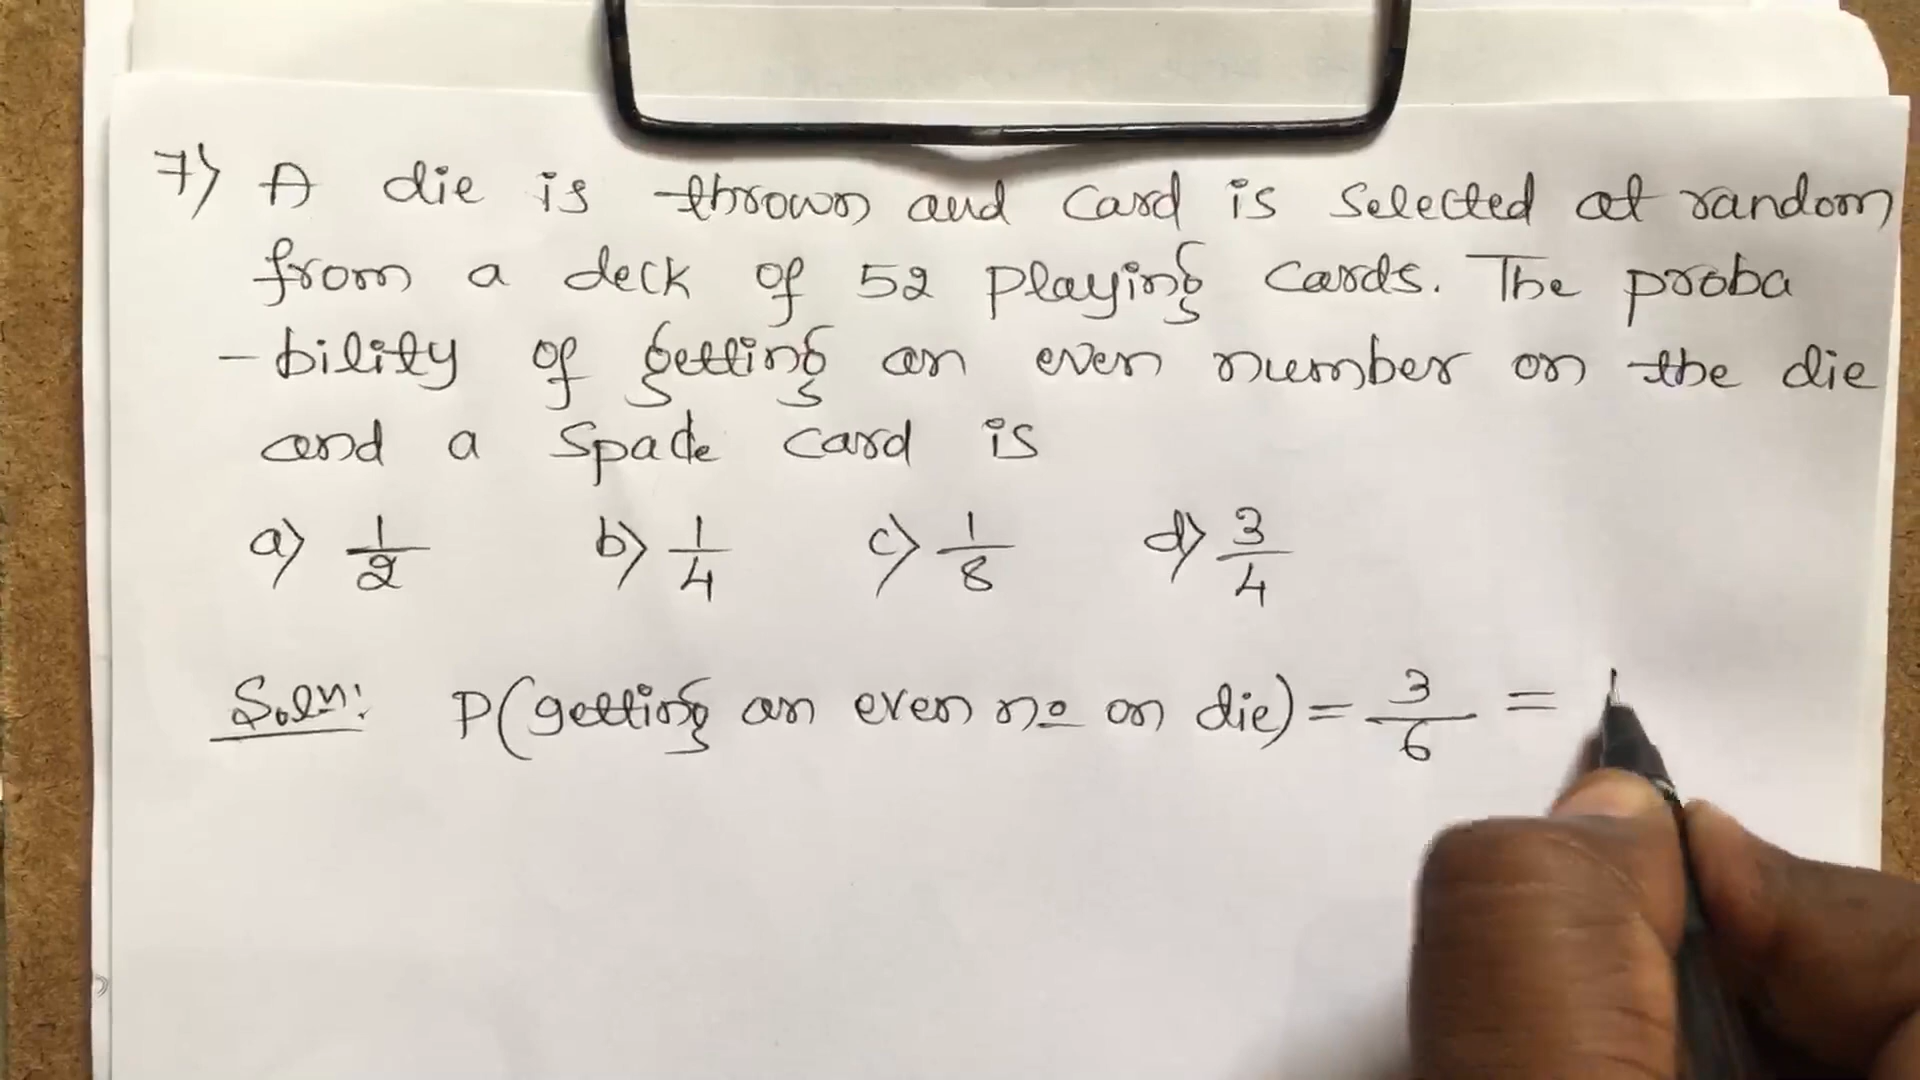 7) A die is thrown and card is selected at random
from a deck of 52 playing cards. The proba
-bility of getting an even number on the die
and a spade card is
a) 1/2 b) 1/4 c) 1/8 d) 3/4
Soln: P(getting an even no on die) = 3/6 = 1